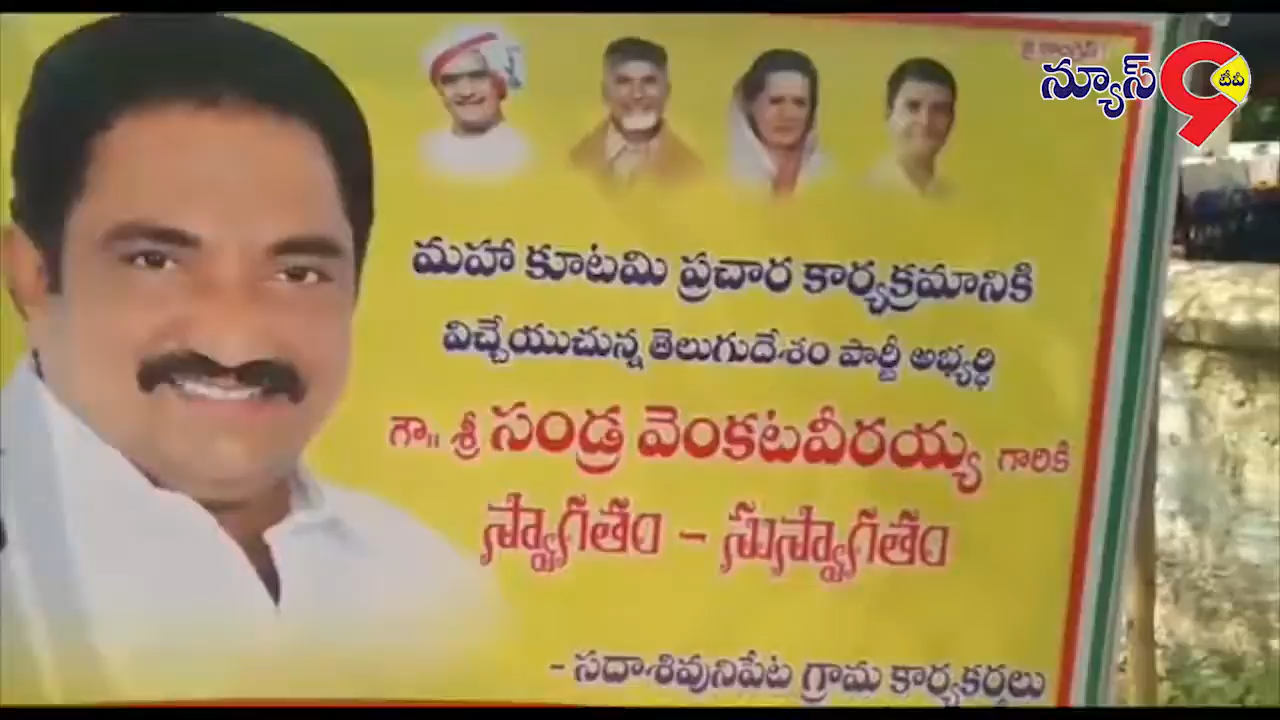 జై కాంగ్రెస్
న్యూస్ 9 టీవీ
మహా కూటమి ప్రచార కార్యక్రమానికి
విచ్చేయుచున్న తెలుగుదేశం పార్టీ అభ్యర్థి
గౌ॥ శ్రీ సండ్ర వెంకటవీరయ్య గారికి
స్వాగతం - సుస్వాగతం
- సదాశివునిపేట గ్రామ కార్యకర్తలు